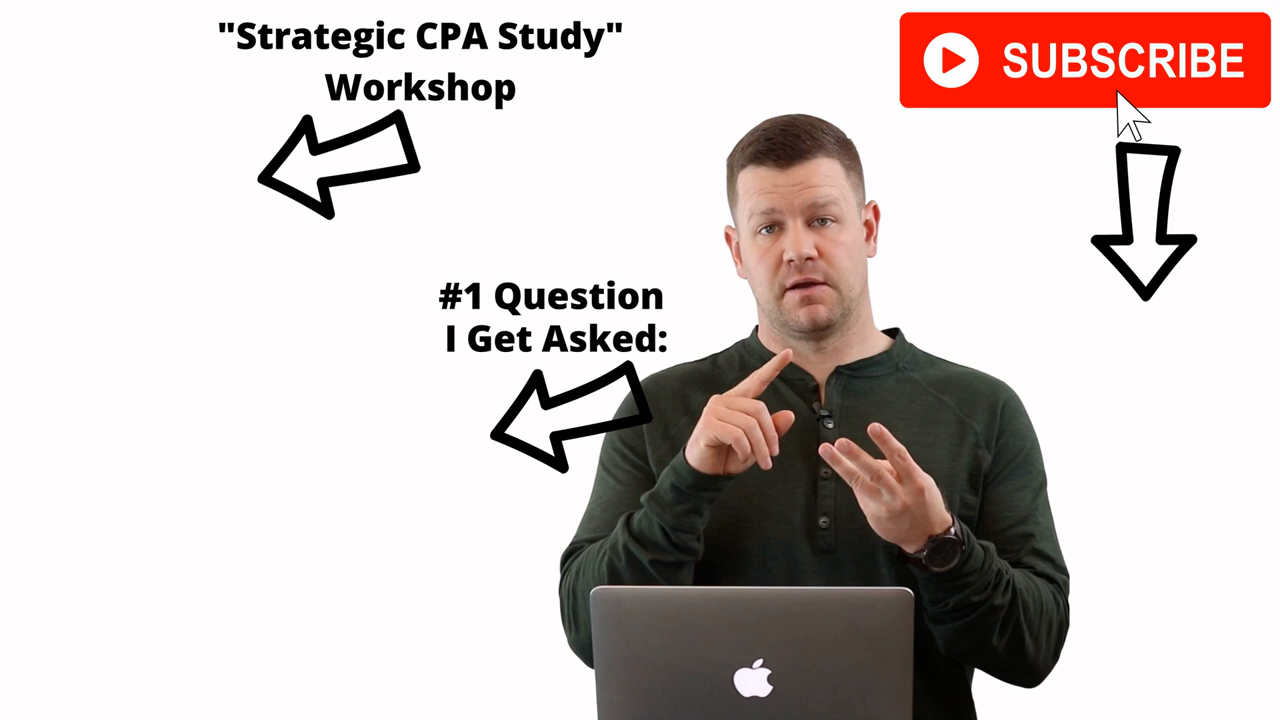 "Strategic CPA Study"
Workshop
SUBSCRIBE
#1 Question
I Get Asked: